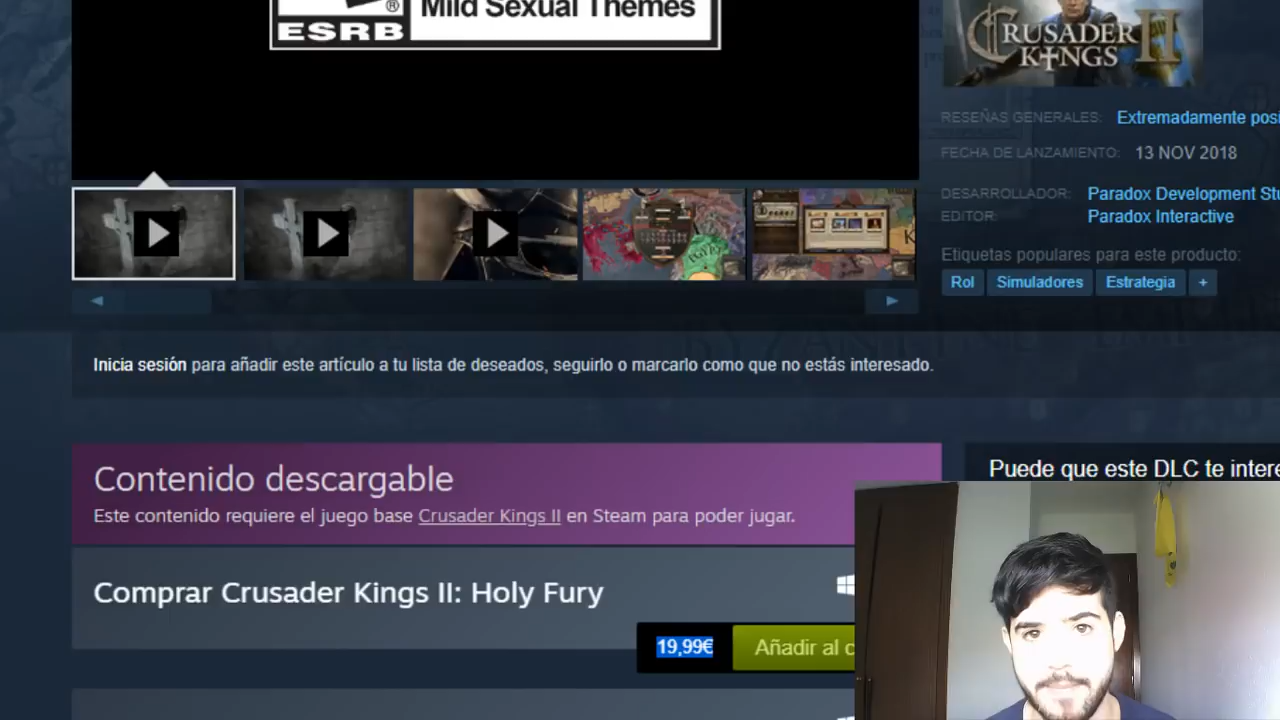 Mild Sexual Themes
ESRB
CRUSADER
KINGS II
RESEÑAS GENERALES: Extremadamente posi
FECHA DE LANZAMIENTO: 13 NOV 2018
DESARROLLADOR: Paradox Development Stu
EDITOR: Paradox Interactive
Etiquetas populares para este producto:
Rol Simuladores Estrategia +
EGYPT
Inicia sesión para añadir este artículo a tu lista de deseados, seguirlo o marcarlo como que no estás interesado.
Contenido descargable
Este contenido requiere el juego base Crusader Kings II en Steam para poder jugar.
Puede que este DLC te intere
Comprar Crusader Kings II: Holy Fury
19,99€ Añadir al c